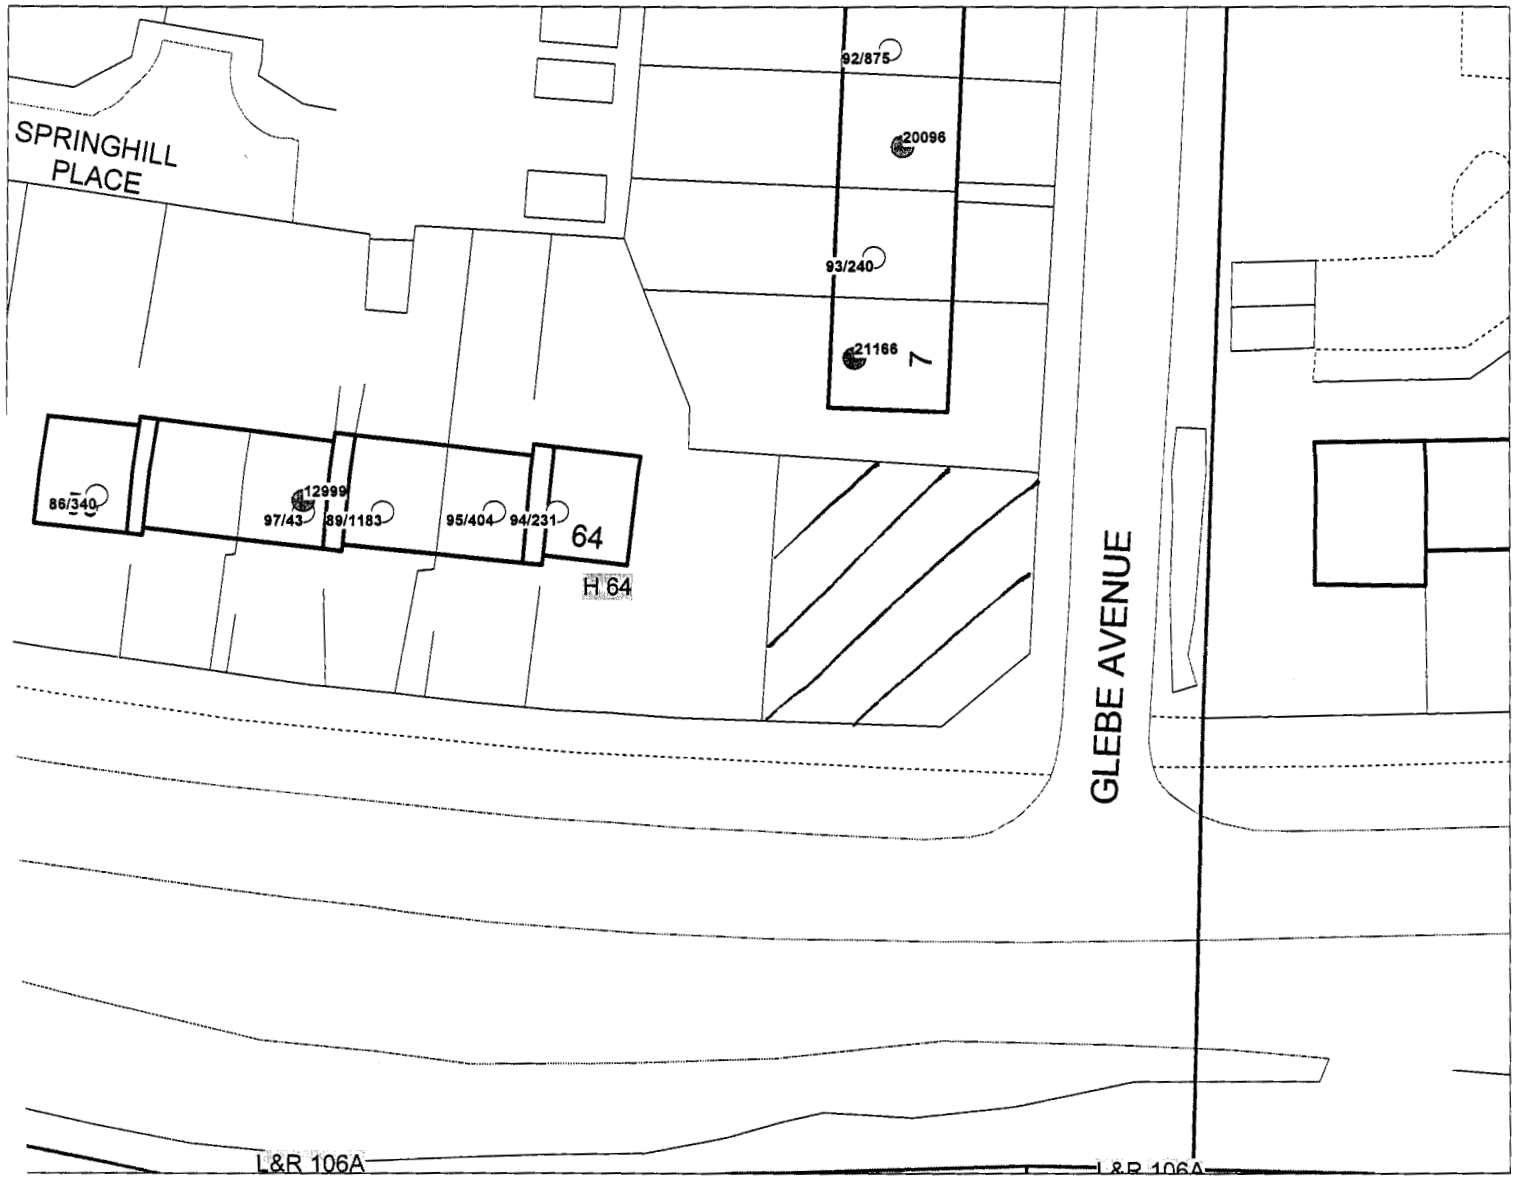 92/875
20096
SPRINGHILL
PLACE
93/240
21166
7
12999
86/340
97/43
89/1183
95/404
94/231
64
H 64
GLEBE AVENUE
L&R 106A
L&R 106A